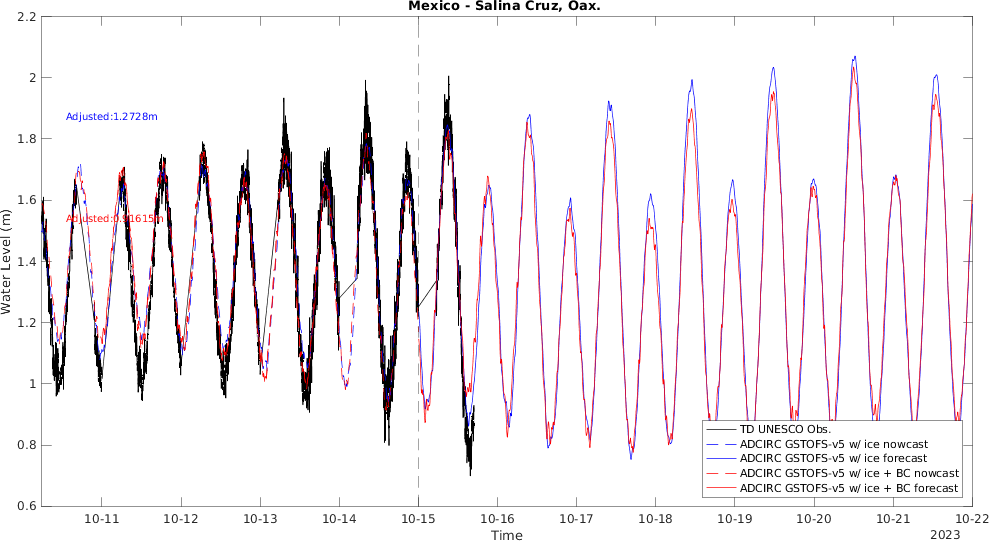 Mexico - Salina Cruz, Oax.
2.2
2
1.8
1.6
1.4
1.2
1
0.8
0.6
Water Level (m)
Adjusted:1.2728m
Adjusted:0.91615m
TD UNESCO Obs.
ADCIRC GSTOFS-v5 w/ ice nowcast
ADCIRC GSTOFS-v5 w/ ice forecast
ADCIRC GSTOFS-v5 w/ ice + BC nowcast
ADCIRC GSTOFS-v5 w/ ice + BC forecast
10-11 10-12 10-13 10-14 10-15 10-16 10-17 10-18 10-19 10-20 10-21 10-22
Time
2023